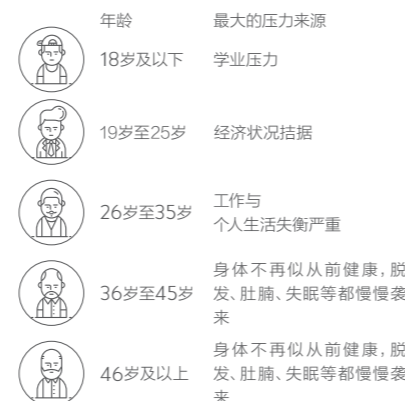 年龄 最大的压力来源
18岁及以下 学业压力
19岁至25岁 经济状况拮据
26岁至35岁 工作与
个人生活失衡严重
36岁至45岁 身体不再似从前健康，脱
发、肚腩、失眠等都慢慢袭
来
46岁及以上 身体不再似从前健康，脱
发、肚腩、失眠等都慢慢袭
来